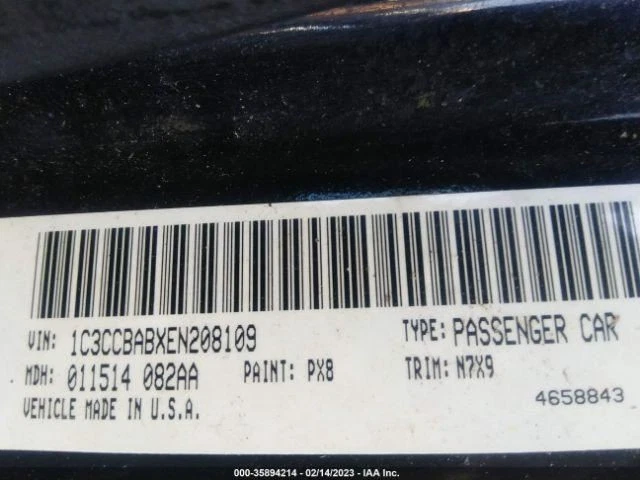 VIN: 1C3CCBABXEN208109 TYPE: PASSENGER CAR
MDH: 011514 082AA PAINT: PX8 TRIM: N7X9
VEHICLE MADE IN U.S.A. 4658843
000-35894214 - 02/14/2023 - IAA Inc.